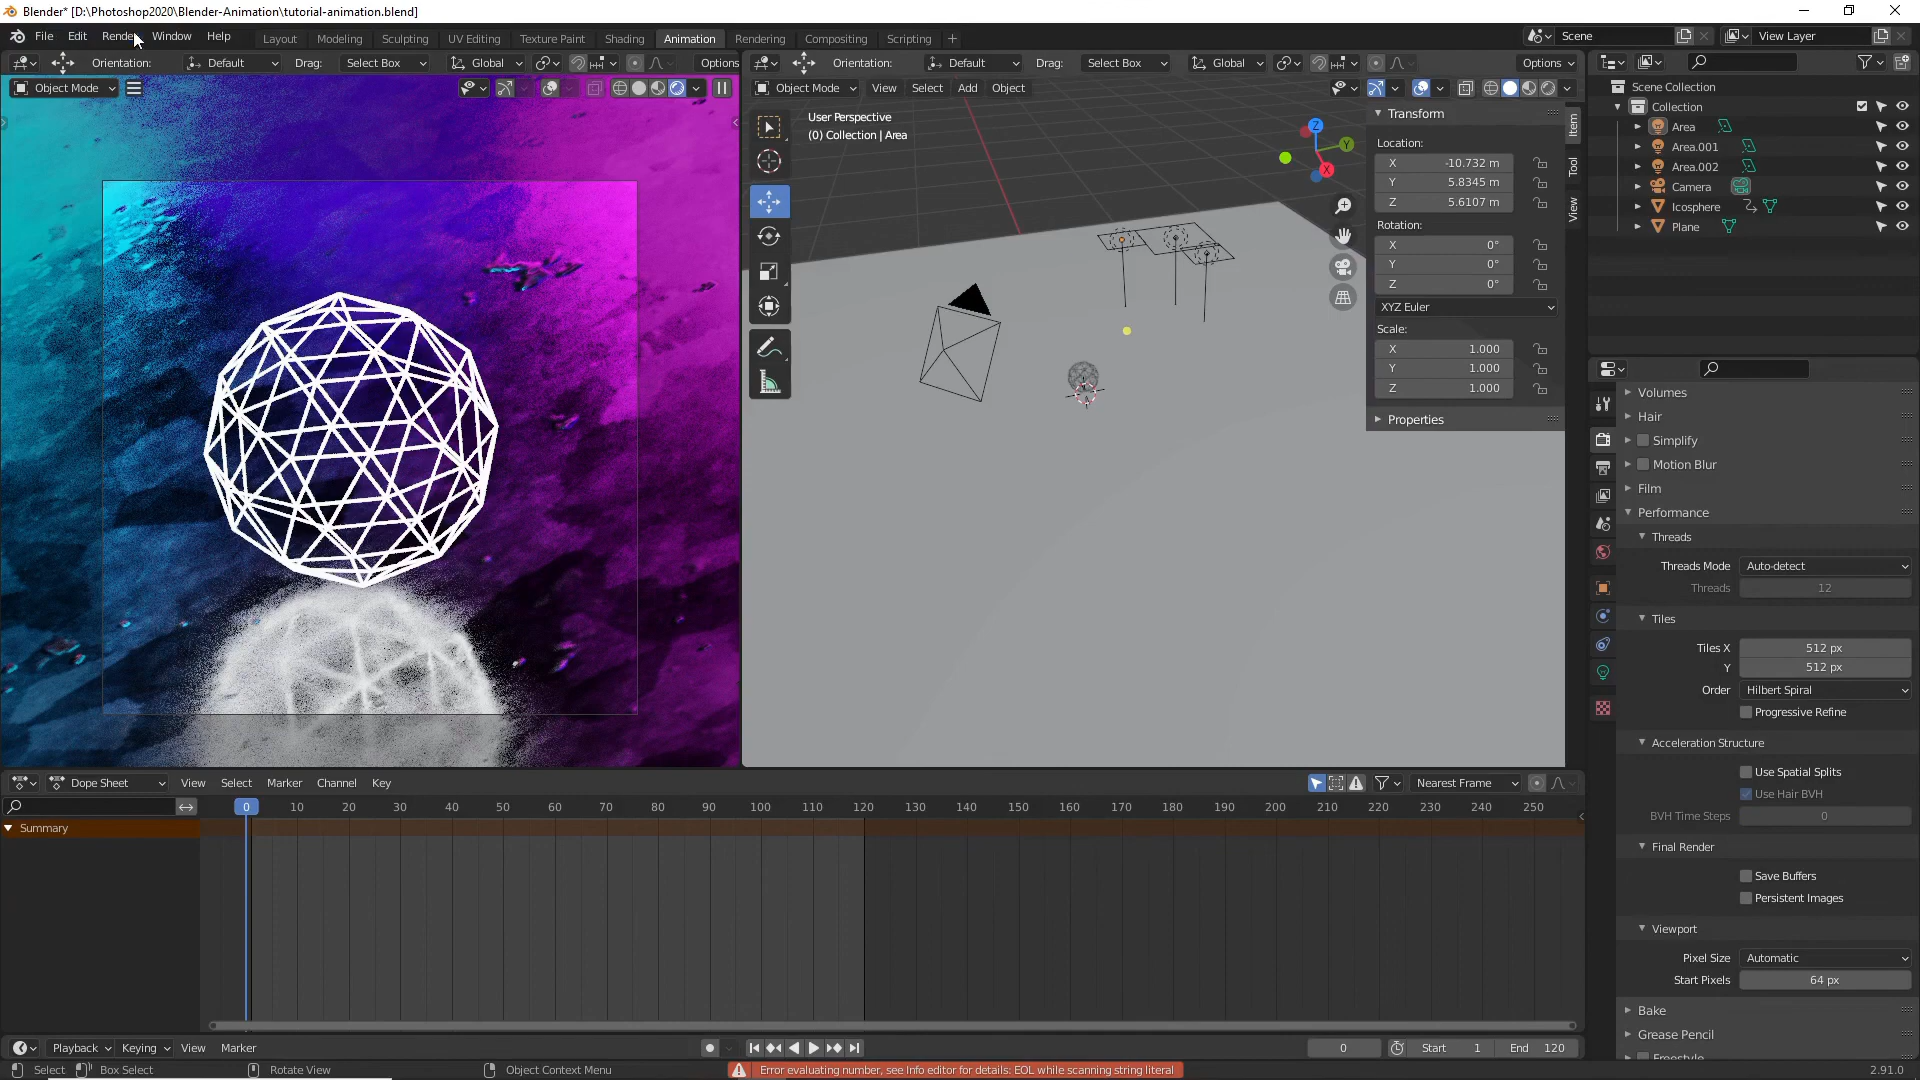 Blender* [D:\Photoshop2020\Blender-Animation\tutorial-animation.blend]
File Edit Render Window Help Layout Modeling Sculpting UV Editing Texture Paint Shading Animation Rendering Compositing Scripting + Scene View Layer
Orientation: Default Drag: Select Box Global Options
Orientation: Default Drag: Select Box Global Options
Object Mode
Object Mode View Select Add Object
User Perspective
(0) Collection | Area
Z
Y
X
Transform
Location:
X -10.732 m
Y 5.8345 m
Z 5.6107 m
Rotation:
X 0°
Y 0°
Z 0°
XYZ Euler
Scale:
X 1.000
Y 1.000
Z 1.000
Properties
Item
Tool
View
Scene Collection
Collection
Area
Area.001
Area.002
Camera
Icosphere
Plane
Volumes
Hair
Simplify
Motion Blur
Film
Performance
Threads
Threads Mode Auto-detect
Threads 12
Tiles
Tiles X 512 px
Y 512 px
Order Hilbert Spiral
Progressive Refine
Acceleration Structure
Use Spatial Splits
Use Hair BVH
BVH Time Steps 0
Final Render
Save Buffers
Persistent Images
Viewport
Pixel Size Automatic
Start Pixels 64 px
Bake
Grease Pencil
Freestyle
Dope Sheet View Select Marker Channel Key Nearest Frame
0 10 20 30 40 50 60 70 80 90 100 110 120 130 140 150 160 170 180 190 200 210 220 230 240 250
Summary
Playback Keying View Marker 0 Start 1 End 120
Select Box Select Rotate View Object Context Menu Error evaluating number, see Info editor for details: EOL while scanning string literal 2.91.0